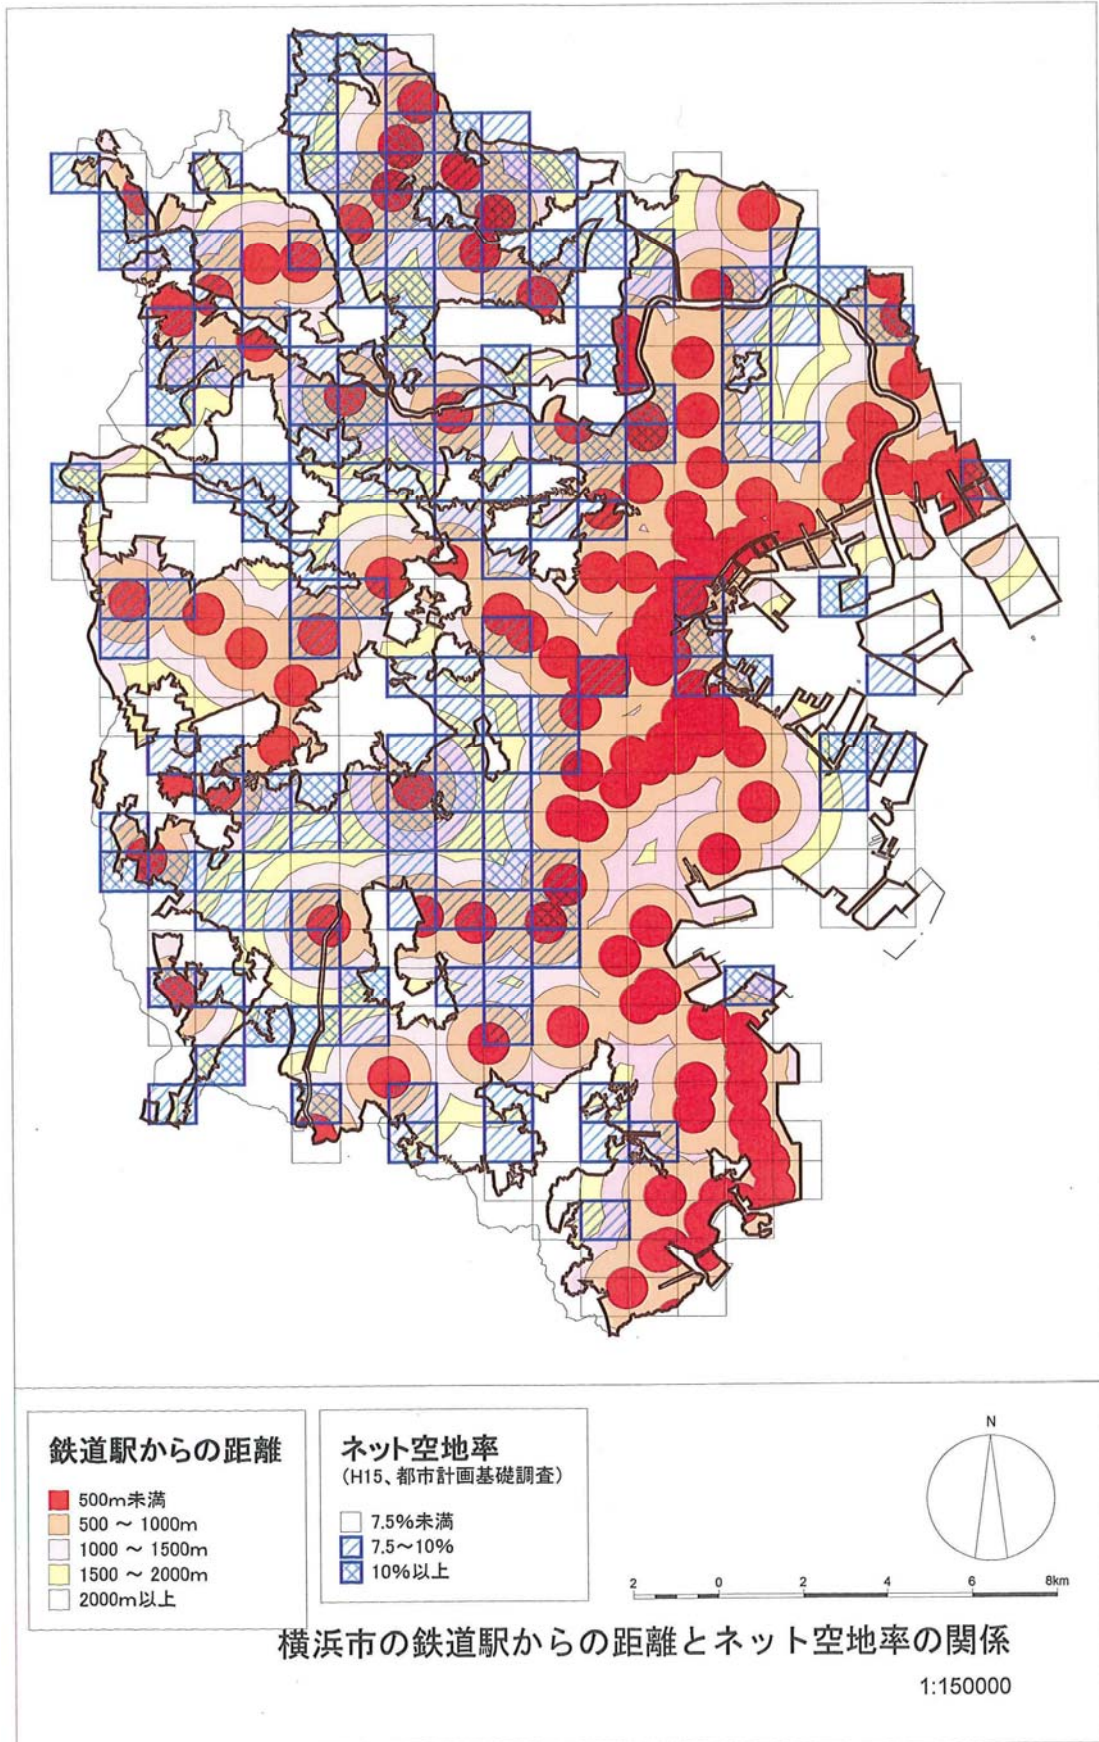 鉄道駅からの距離
500m未満
500 ～ 1000m
1000 ～ 1500m
1500 ～ 2000m
2000m以上
ネット空地率
(H15、都市計画基礎調査)
7.5%未満
7.5～10%
10%以上
N
2 0 2 4 6 8km
横浜市の鉄道駅からの距離とネット空地率の関係
1:150000